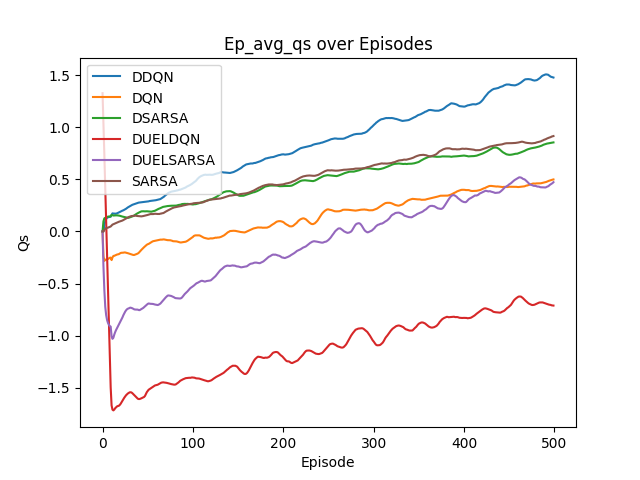 Ep_avg_qs over Episodes
DDQN
DQN
DSARSA
DUELDQN
DUELSARSA
SARSA
1.5
1.0
0.5
0.0
−0.5
−1.0
−1.5
Qs
0 100 200 300 400 500
Episode